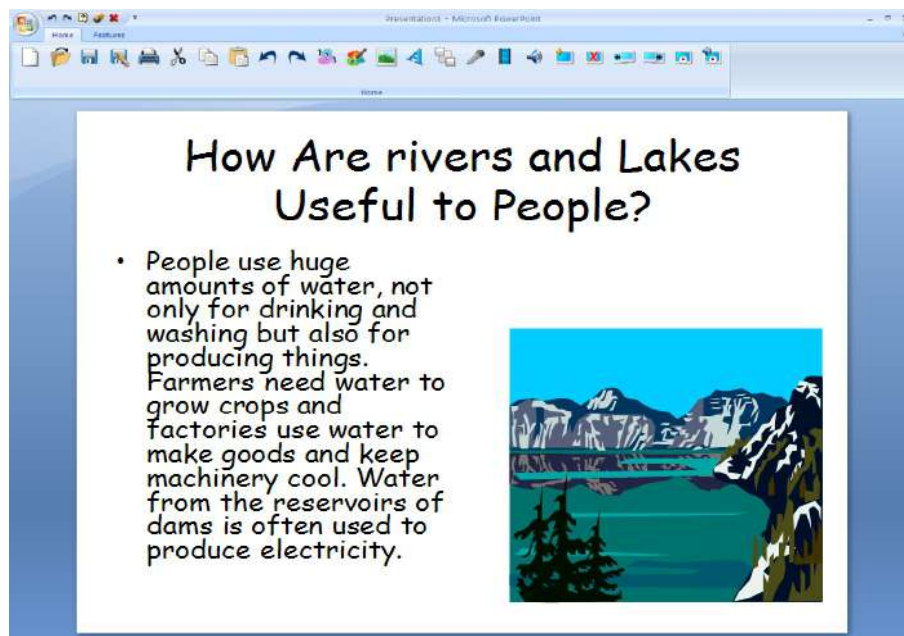 Presentation1 - Microsoft PowerPoint
Home Features
Home
How Are rivers and Lakes
Useful to People?
• People use huge
amounts of water, not
only for drinking and
washing but also for
producing things.
Farmers need water to
grow crops and
factories use water to
make goods and keep
machinery cool. Water
from the reservoirs of
dams is often used to
produce electricity.